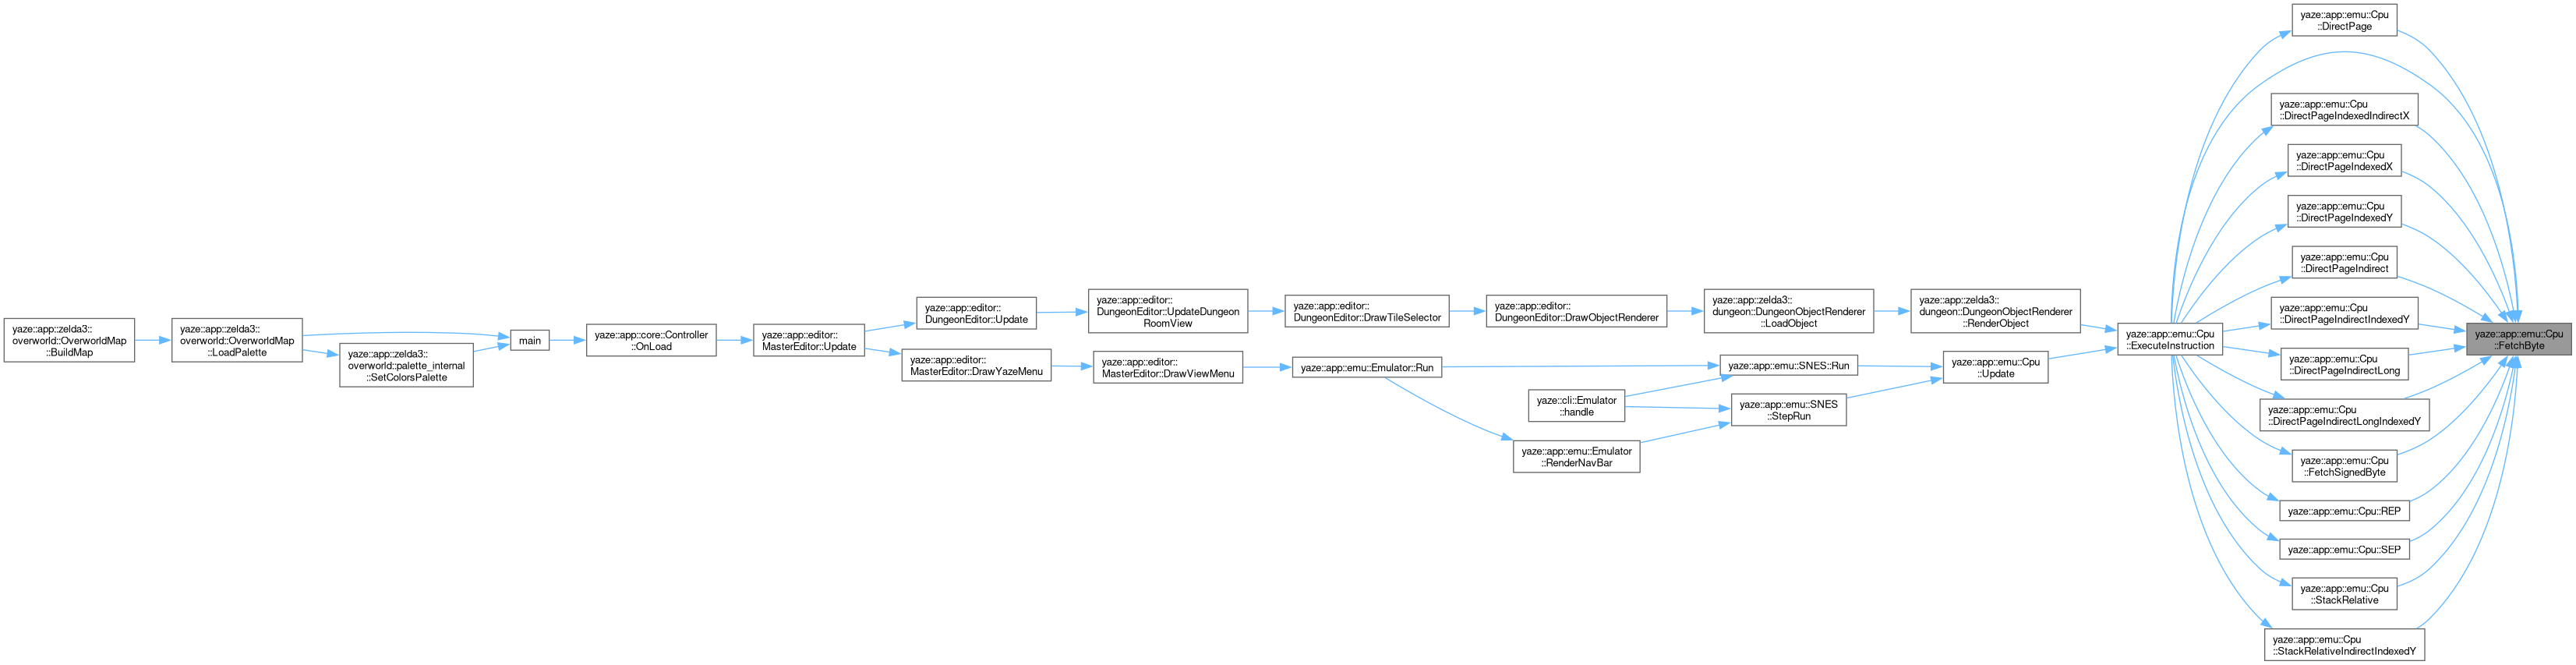 yaze::app::zelda3::
overworld::OverworldMap
::BuildMap
yaze::app::zelda3::
overworld::OverworldMap
::LoadPalette
yaze::app::zelda3::
overworld::palette_internal
::SetColorsPalette
main
yaze::app::core::Controller
::OnLoad
yaze::app::editor::
MasterEditor::Update
yaze::app::editor::
DungeonEditor::Update
yaze::app::editor::
MasterEditor::DrawYazeMenu
yaze::app::editor::
DungeonEditor::UpdateDungeon
RoomView
yaze::app::editor::
MasterEditor::DrawViewMenu
yaze::app::editor::
DungeonEditor::DrawTileSelector
yaze::app::emu::Emulator::Run
yaze::app::editor::
DungeonEditor::DrawObjectRenderer
yaze::cli::Emulator
::handle
yaze::app::emu::Emulator
::RenderNavBar
yaze::app::zelda3::
dungeon::DungeonObjectRenderer
::LoadObject
yaze::app::emu::SNES::Run
yaze::app::emu::SNES
::StepRun
yaze::app::zelda3::
dungeon::DungeonObjectRenderer
::RenderObject
yaze::app::emu::Cpu
::Update
yaze::app::emu::Cpu
::ExecuteInstruction
yaze::app::emu::Cpu
::DirectPage
yaze::app::emu::Cpu
::DirectPageIndexedIndirectX
yaze::app::emu::Cpu
::DirectPageIndexedX
yaze::app::emu::Cpu
::DirectPageIndexedY
yaze::app::emu::Cpu
::DirectPageIndirect
yaze::app::emu::Cpu
::DirectPageIndirectIndexedY
yaze::app::emu::Cpu
::DirectPageIndirectLong
yaze::app::emu::Cpu
::DirectPageIndirectLongIndexedY
yaze::app::emu::Cpu
::FetchSignedByte
yaze::app::emu::Cpu::REP
yaze::app::emu::Cpu::SEP
yaze::app::emu::Cpu
::StackRelative
yaze::app::emu::Cpu
::StackRelativeIndirectIndexedY
yaze::app::emu::Cpu
::FetchByte